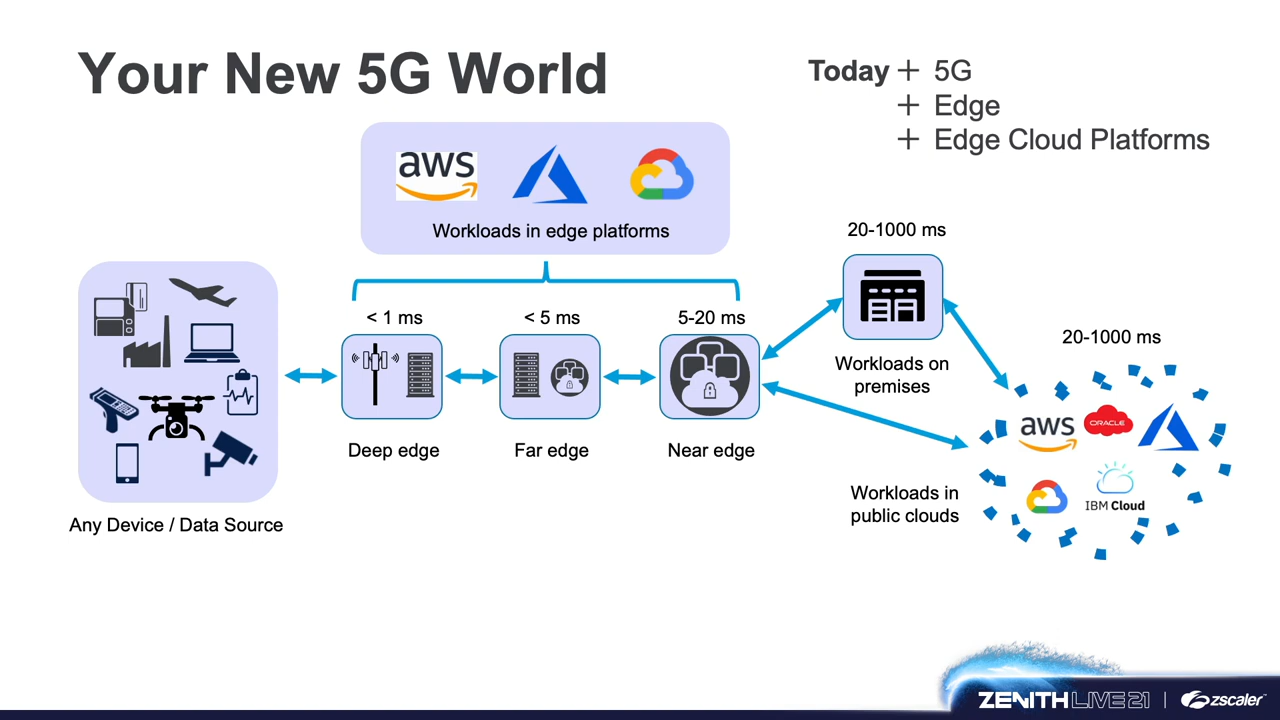 Your New 5G World
Today + 5G
+ Edge
+ Edge Cloud Platforms
aws
Workloads in edge platforms
< 1 ms
< 5 ms
5-20 ms
20-1000 ms
20-1000 ms
Deep edge
Far edge
Near edge
Workloads on
premises
Any Device / Data Source
aws
ORACLE
IBM Cloud
Workloads in
public clouds
ZENITH LIVE21
zscaler